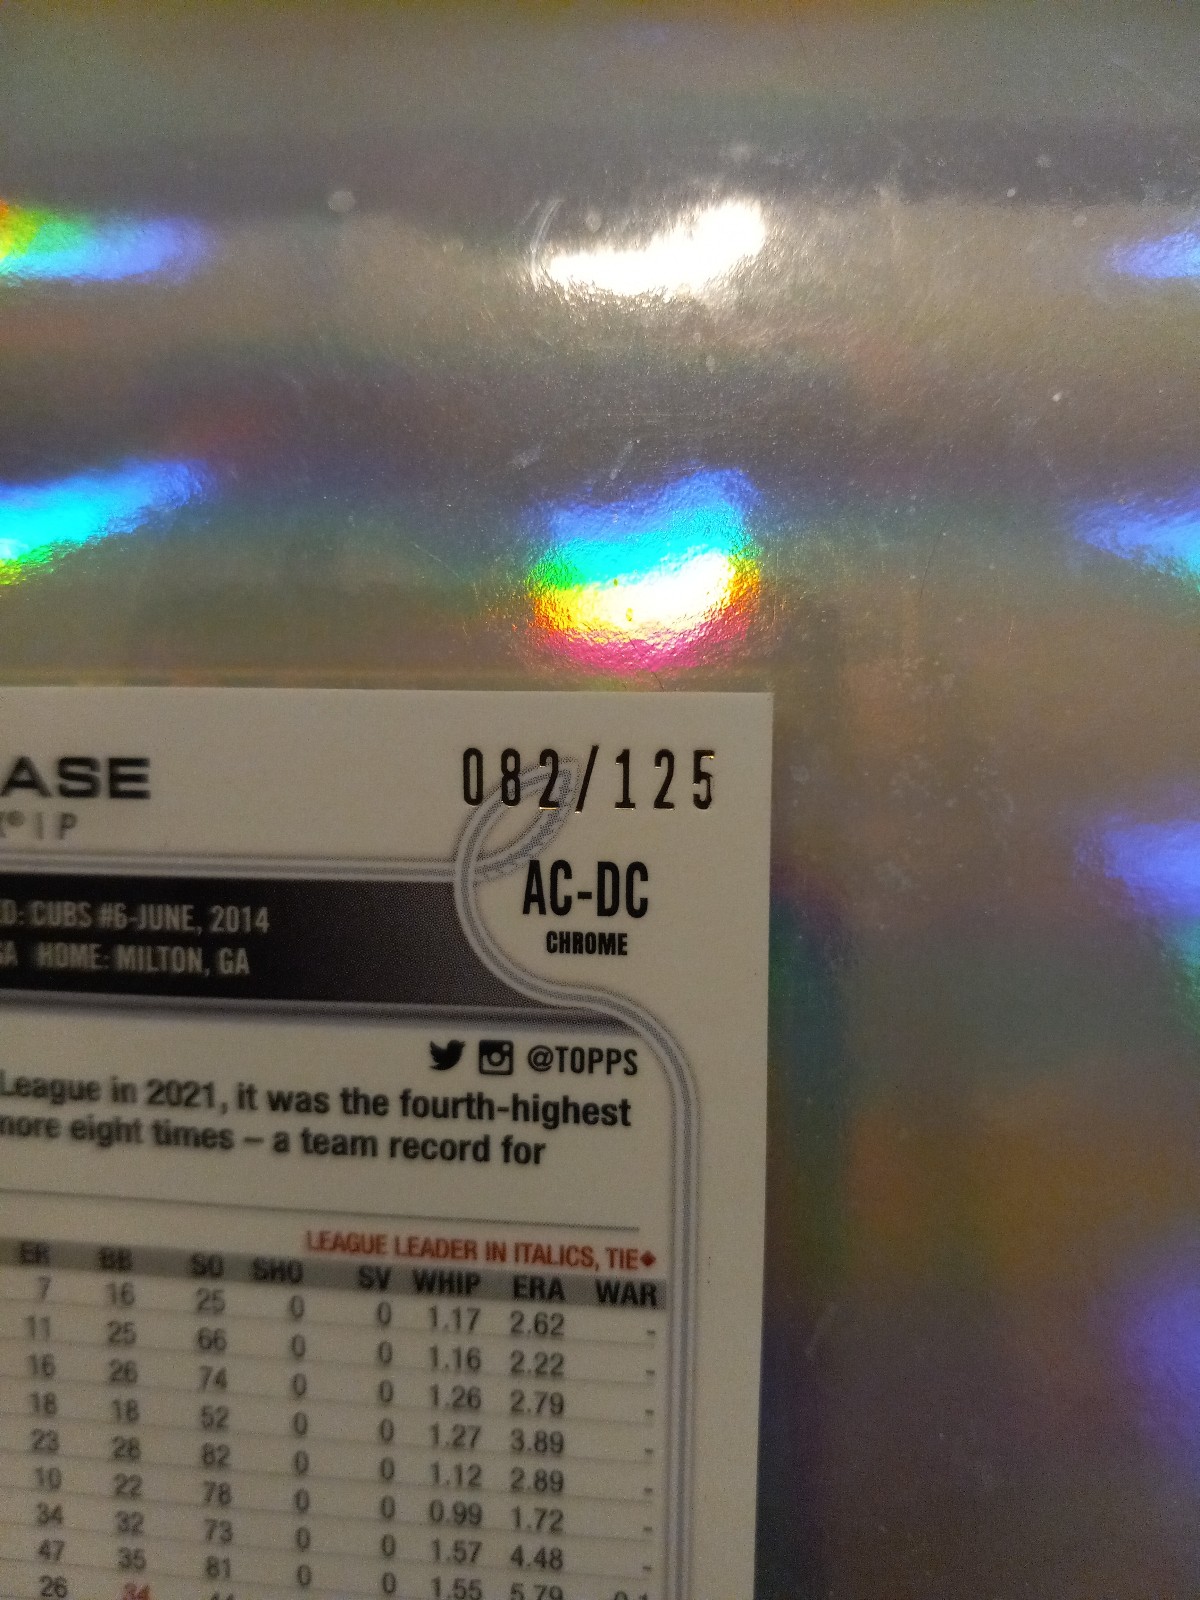 082/125
ASE
® | P
AC-DC
CHROME
D: CUBS #6-JUNE, 2014
GA HOME: MILTON, GA
@TOPPS
League in 2021, it was the fourth-highest
more eight times – a team record for
LEAGUE LEADER IN ITALICS, TIE◆
ER BB SO SHO SV WHIP ERA WAR
7 16 25 0 0 1.17 2.62 -
11 25 66 0 0 1.16 2.22 -
16 26 74 0 0 1.26 2.79 -
18 18 52 0 0 1.27 3.89 -
23 28 82 0 0 1.12 2.89 -
10 22 78 0 0 0.99 1.72 -
34 32 73 0 0 1.57 4.48 -
47 35 81 0 0 1.55 5.79
26 34